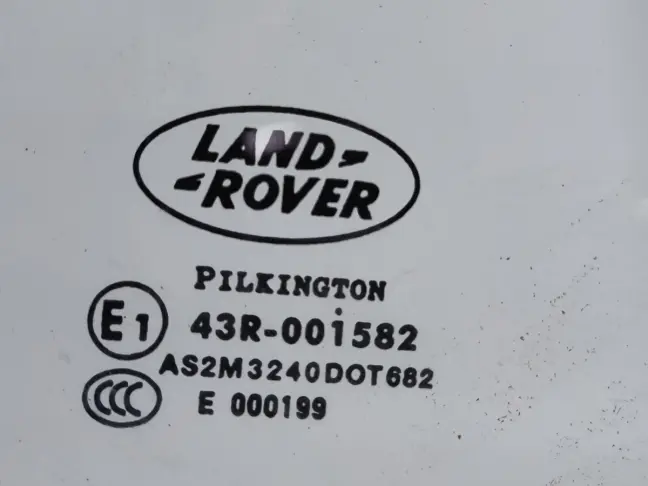 LAND
ROVER
PILKINGTON
E1 43R-001582
AS2M3240DOT682
CCC E 000199